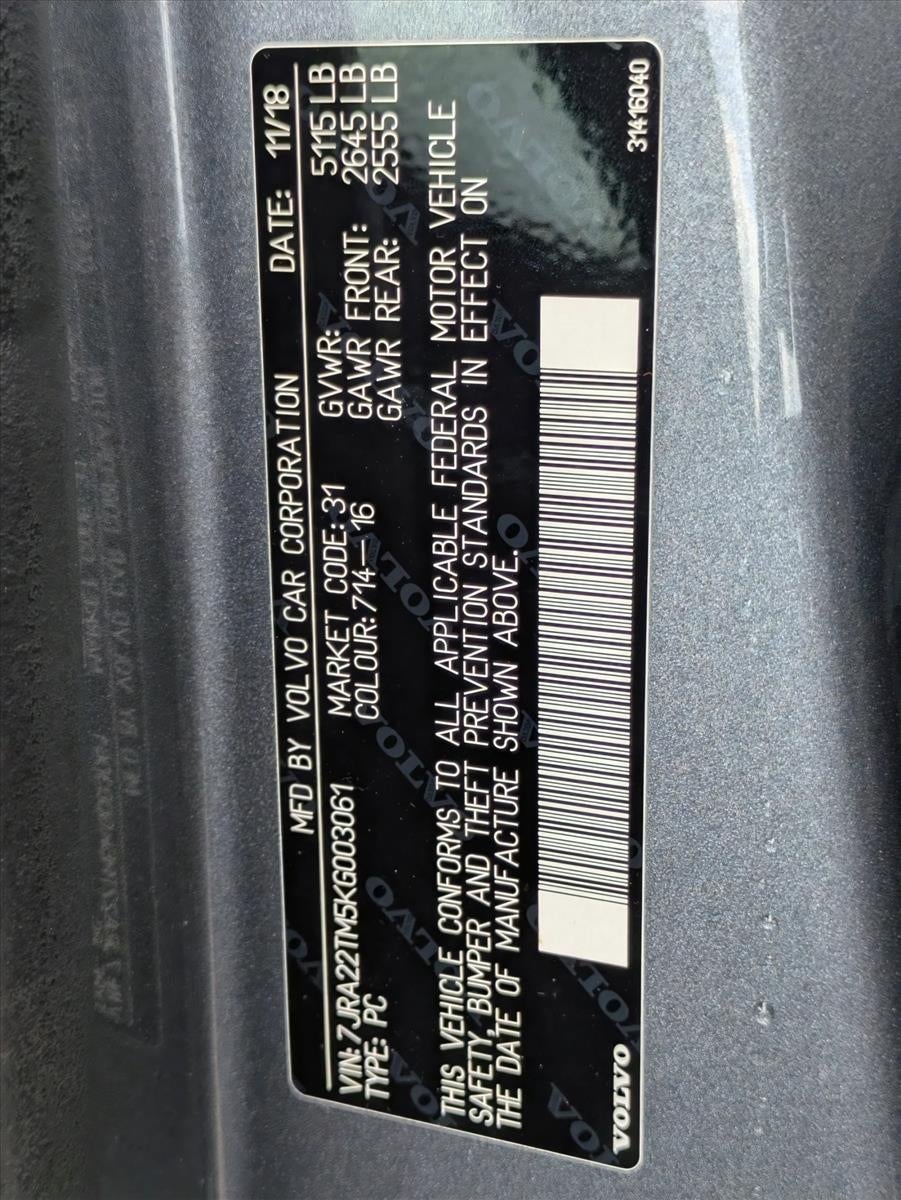 MFD BY VOLVO CAR CORPORATION DATE: 11/18
VIN: 7JRA22TM5KG003061 MARKET CODE: 31 GVWR: 5115 LB
TYPE: PC COLOUR: 714-16 GAWR FRONT: 2645 LB
GAWR REAR: 2555 LB
THIS VEHICLE CONFORMS TO ALL APPLICABLE FEDERAL MOTOR VEHICLE
SAFETY, BUMPER AND THEFT PREVENTION STANDARDS IN EFFECT ON
THE DATE OF MANUFACTURE SHOWN ABOVE.
VOLVO
31416040